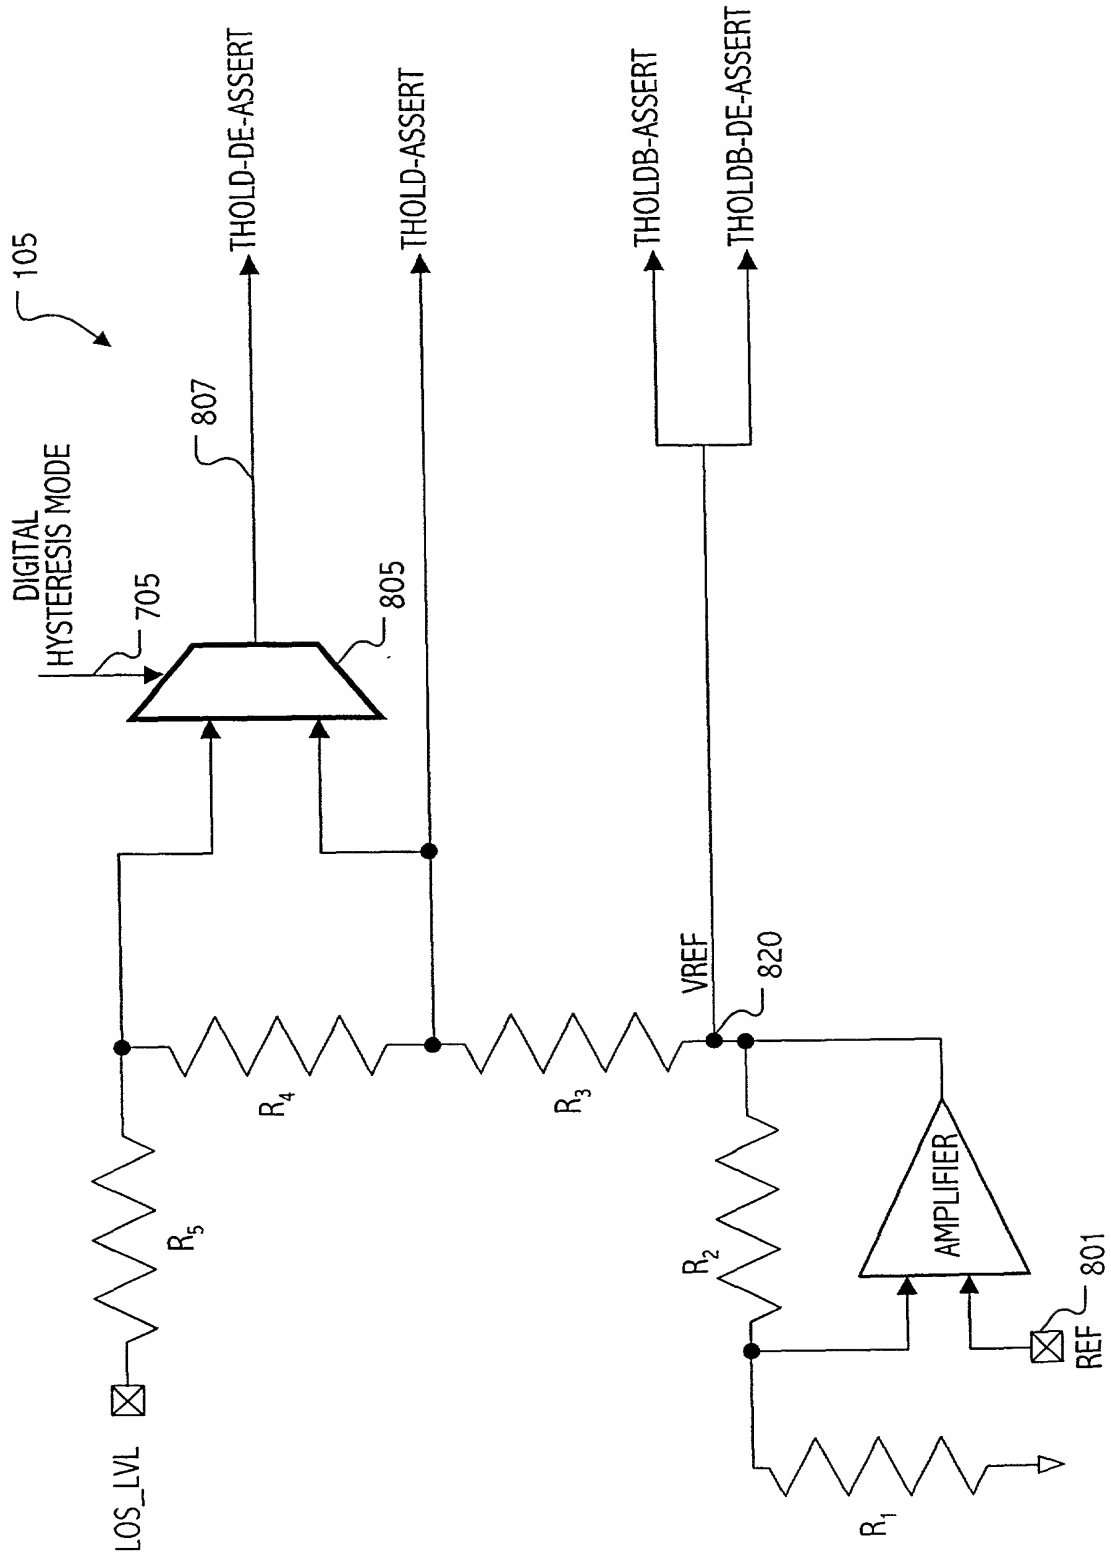 105
DIGITAL
HYSTERESIS MODE
705
807
THOLD-DE-ASSERT
805
THOLD-ASSERT
LOS_LVL
R5
R4
R3
VREF
820
THOLDB-ASSERT
THOLDB-DE-ASSERT
R2
R1
AMPLIFIER
REF
801